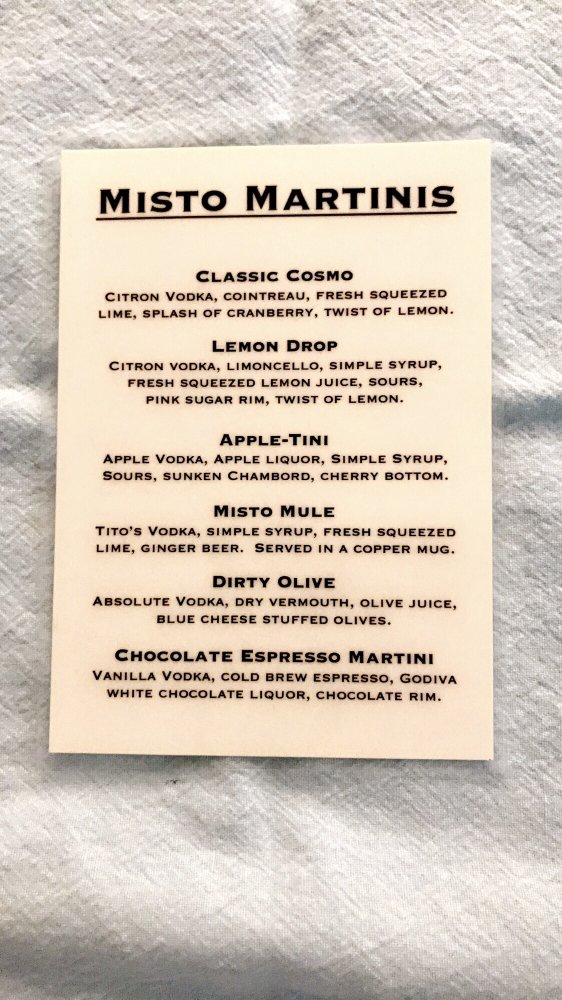 MISTO MARTINIS
CLASSIC COSMO
CITRON VODKA, COINTREAU, FRESH SQUEEZED
LIME, SPLASH OF CRANBERRY, TWIST OF LEMON.
LEMON DROP
CITRON VODKA, LIMONCELLO, SIMPLE SYRUP,
FRESH SQUEEZED LEMON JUICE, SOURS,
PINK SUGAR RIM, TWIST OF LEMON.
APPLE-TINI
APPLE VODKA, APPLE LIQUOR, SIMPLE SYRUP,
SOURS, SUNKEN CHAMBORD, CHERRY BOTTOM.
MISTO MULE
TITO'S VODKA, SIMPLE SYRUP, FRESH SQUEEZED
LIME, GINGER BEER. SERVED IN A COPPER MUG.
DIRTY OLIVE
ABSOLUTE VODKA, DRY VERMOUTH, OLIVE JUICE,
BLUE CHEESE STUFFED OLIVES.
CHOCOLATE ESPRESSO MARTINI
VANILLA VODKA, COLD BREW ESPRESSO, GODIVA
WHITE CHOCOLATE LIQUOR, CHOCOLATE RIM.